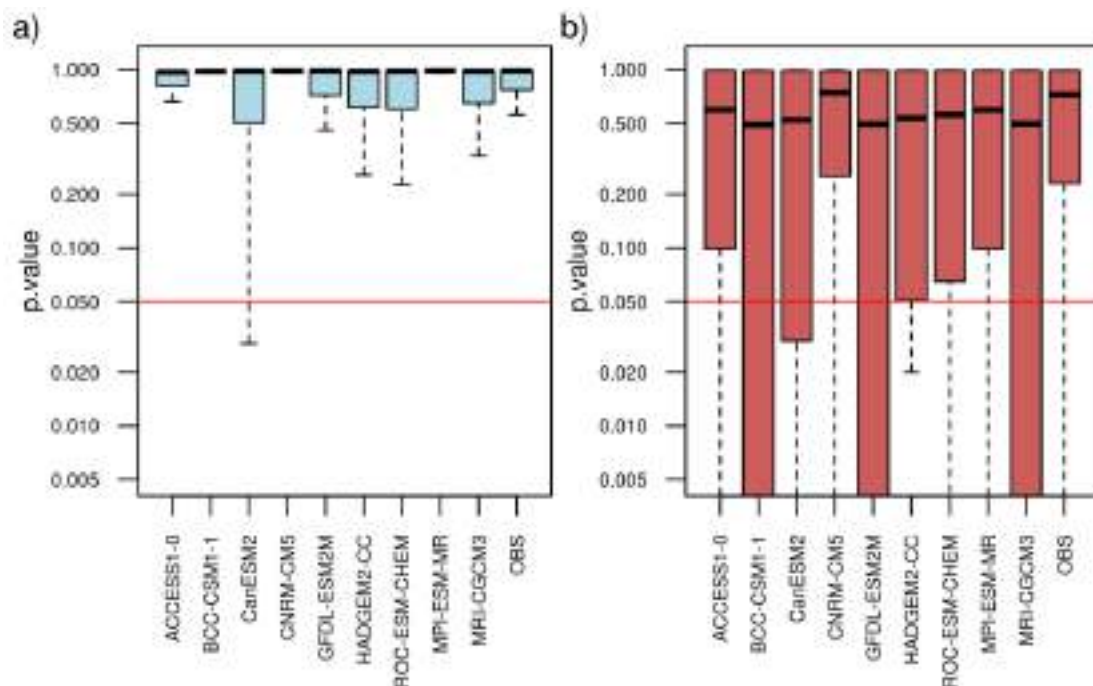 a)
p.value
1.000
0.500
0.200
0.100
0.050
0.020
0.010
0.005
ACCESS1-0
BCC-CSM1-1
CanESM2
CNRM-CM5
GFDL-ESM2M
HADGEM2-CC
ROC-ESM-CHEM
MPI-ESM-MR
MRI-CGCM3
OBS
b)
p.value
1.000
0.500
0.200
0.100
0.050
0.020
0.010
0.005
ACCESS1-0
BCC-CSM1-1
CanESM2
CNRM-CM5
GFDL-ESM2M
HADGEM2-CC
ROC-ESM-CHEM
MPI-ESM-MR
MRI-CGCM3
OBS